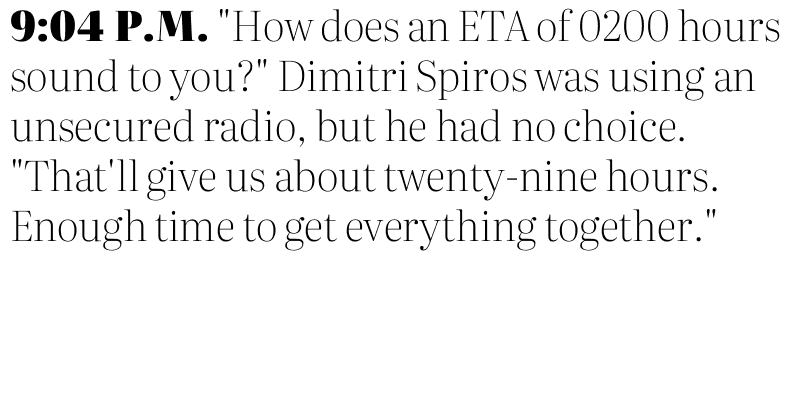 9:04 P.M. "How does an ETA of 0200 hours
sound to you?" Dimitri Spiros was using an
unsecured radio, but he had no choice.
"That'll give us about twenty-nine hours.
Enough time to get everything together."